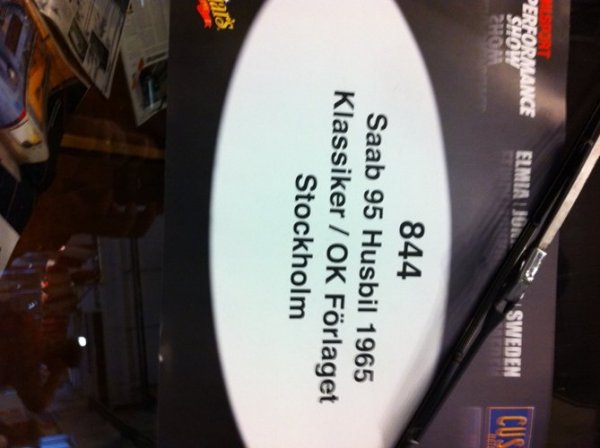 PERFORMANCE
SHOW
ELMIA
SWEDEN
844
Saab 95 Husbil 1965
Klassiker / OK Förlaget
Stockholm